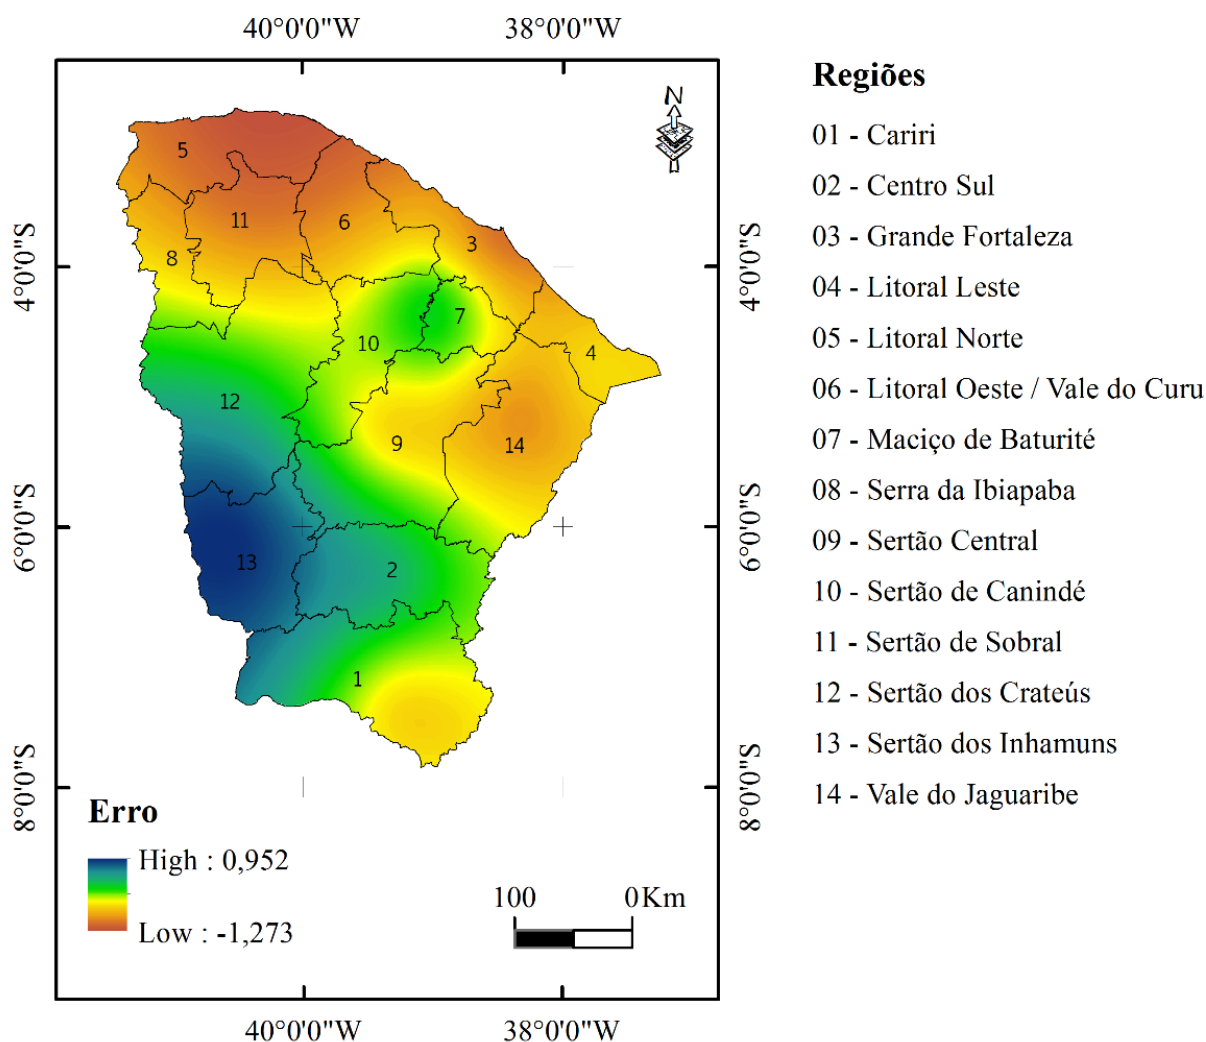 40°0'0"W 38°0'0"W
N
Regiões
01 - Cariri
02 - Centro Sul
03 - Grande Fortaleza
04 - Litoral Leste
05 - Litoral Norte
06 - Litoral Oeste / Vale do Curu
07 - Maciço de Baturité
08 - Serra da Ibiapaba
09 - Sertão Central
10 - Sertão de Canindé
11 - Sertão de Sobral
12 - Sertão dos Crateús
13 - Sertão dos Inhamuns
14 - Vale do Jaguaribe
5
11
6
3
8
4°0'0"S
4°0'0"S
7
10
4
12
9
14
6°0'0"S
6°0'0"S
13
2
1
8°0'0"S
8°0'0"S
Erro
High : 0,952
Low : -1,273
100 0Km
40°0'0"W 38°0'0"W